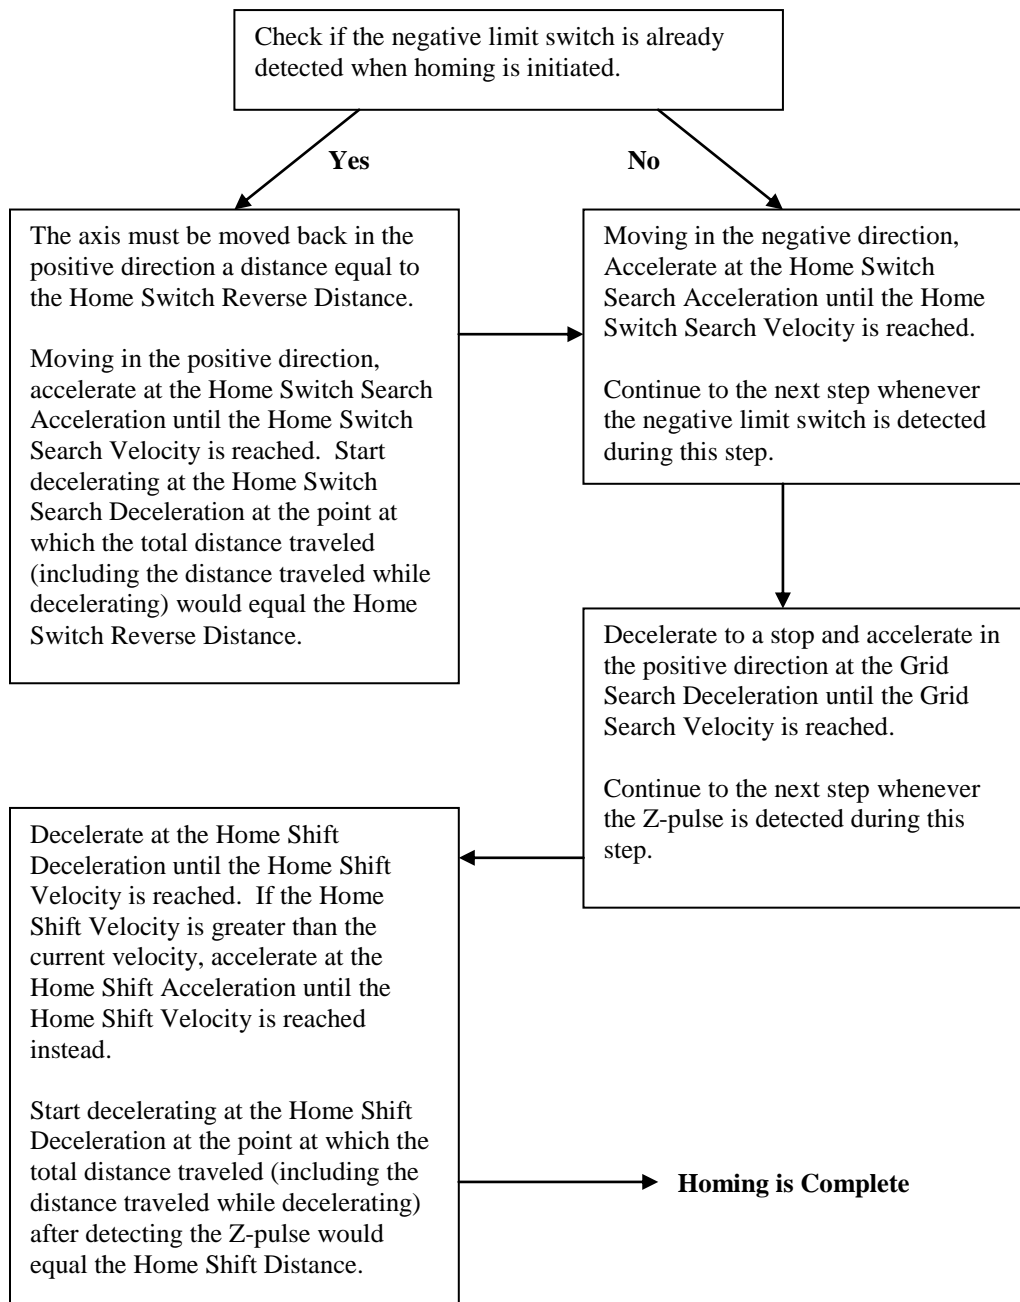 Check if the negative limit switch is already
detected when homing is initiated.
Yes
No
The axis must be moved back in the
positive direction a distance equal to
the Home Switch Reverse Distance.
Moving in the positive direction,
accelerate at the Home Switch Search
Acceleration until the Home Switch
Search Velocity is reached.  Start
decelerating at the Home Switch
Search Deceleration at the point at
which the total distance traveled
(including the distance traveled while
decelerating) would equal the Home
Switch Reverse Distance.
Moving in the negative direction,
Accelerate at the Home Switch
Search Acceleration until the Home
Switch Search Velocity is reached.
Continue to the next step whenever
the negative limit switch is detected
during this step.
Decelerate to a stop and accelerate in
the positive direction at the Grid
Search Deceleration until the Grid
Search Velocity is reached.
Continue to the next step whenever
the Z-pulse is detected during this
step.
Decelerate at the Home Shift
Deceleration until the Home Shift
Velocity is reached.  If the Home
Shift Velocity is greater than the
current velocity, accelerate at the
Home Shift Acceleration until the
Home Shift Velocity is reached
instead.
Start decelerating at the Home Shift
Deceleration at the point at which the
total distance traveled (including the
distance traveled while decelerating)
after detecting the Z-pulse would
equal the Home Shift Distance.
Homing is Complete